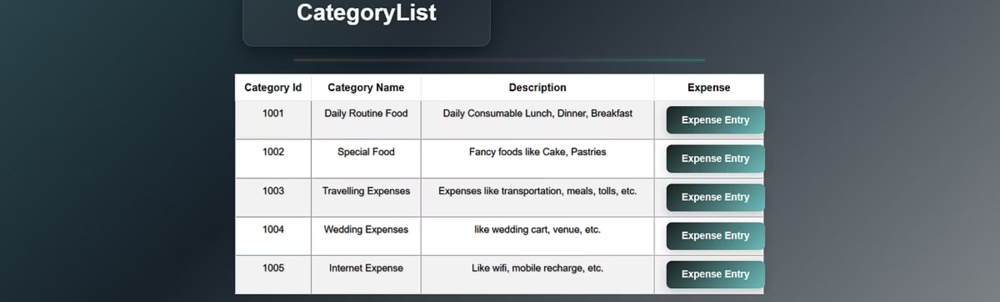 CategoryList
Category Id Category Name Description Expense
1001 Daily Routine Food Daily Consumable Lunch, Dinner, Breakfast Expense Entry
1002 Special Food Fancy foods like Cake, Pastries Expense Entry
1003 Travelling Expenses Expenses like transportation, meals, tolls, etc. Expense Entry
1004 Wedding Expenses like wedding cart, venue, etc. Expense Entry
1005 Internet Expense Like wifi, mobile recharge, etc. Expense Entry